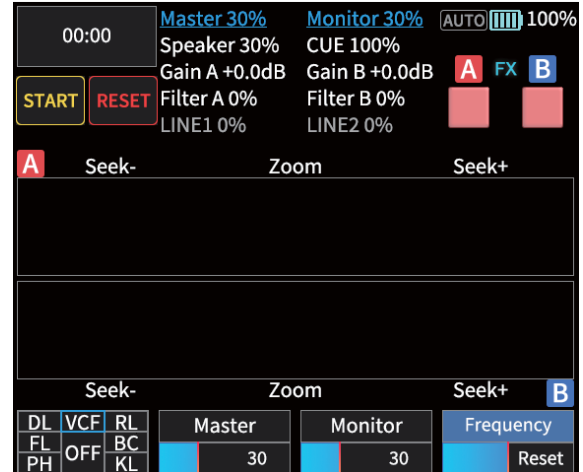 00:00
Master 30%
Monitor 30%
AUTO 100%
Speaker 30%
CUE 100%
Gain A +0.0dB
Gain B +0.0dB
A FX B
START
RESET
Filter A 0%
Filter B 0%
LINE1 0%
LINE2 0%
A Seek- Zoom Seek+
Seek- Zoom Seek+ B
DL VCF RL
FL OFF BC
PH KL
Master
30
Monitor
30
Frequency
Reset